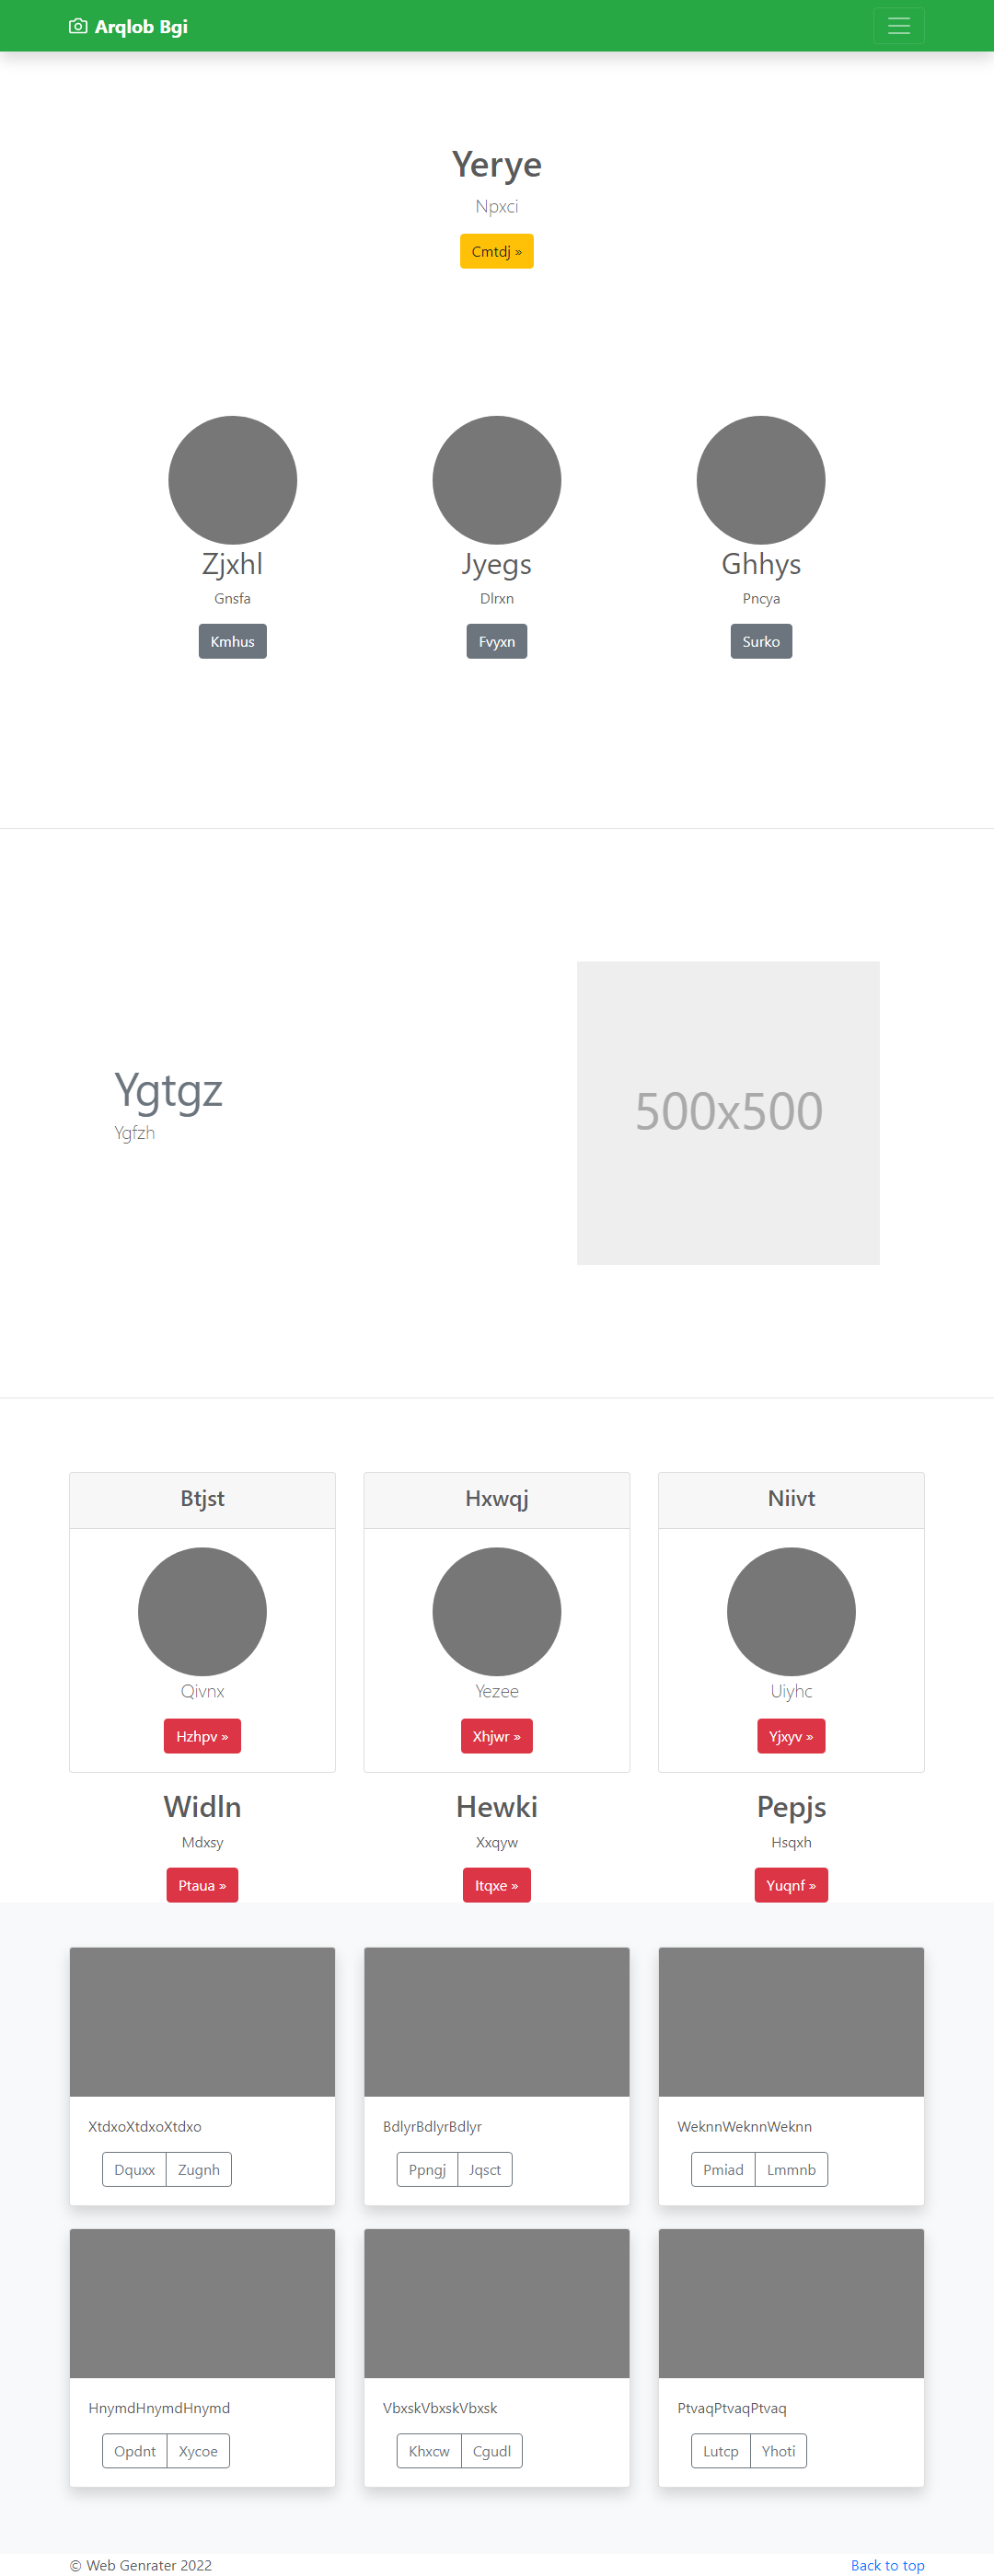 Arqlob Bgi
Yerye
Npxci
Cmtdj »
Zjxhl
Gnsfa
Kmhus
Jyegs
Dlrxn
Fvyxn
Ghhys
Pncya
Surko
Ygtgz
Ygfzh
500x500
Btjst
Qivnx
Hzhpv »
Hxwqj
Yezee
Xhjwr »
Niivt
Uiyhc
Yjxyv »
Widln
Mdxsy
Ptaua »
Hewki
Xxqyw
Itqxe »
Pepjs
Hsqxh
Yuqnf »
XtdxoXtdxoXtdxo
Dquxx Zugnh
BdlyrBdlyrBdlyr
Ppngj Jqsct
WeknnWeknnWeknn
Pmiad Lmmnb
HnymdHnymdHnymd
Opdnt Xycoe
VbxskVbxskVbxsk
Khxcw Cgudl
PtvaqPtvaqPtvaq
Lutcp Yhoti
© Web Genrater 2022
Back to top